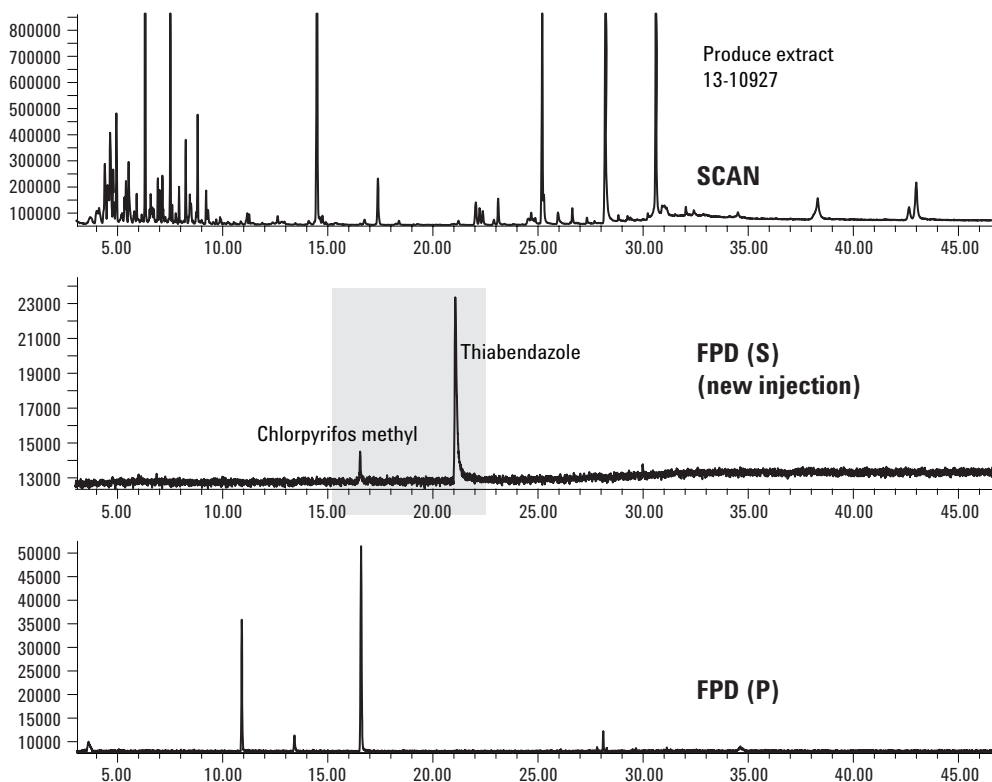 800000
700000
600000
500000
400000
300000
200000
100000
Produce extract
13-10927
SCAN
5.00 10.00 15.00 20.00 25.00 30.00 35.00 40.00 45.00
23000
21000
19000
17000
15000
13000
Thiabendazole
Chlorpyrifos methyl
FPD (S)
(new injection)
5.00 10.00 15.00 20.00 25.00 30.00 35.00 40.00 45.00
50000
45000
40000
35000
30000
25000
20000
15000
10000
FPD (P)
5.00 10.00 15.00 20.00 25.00 30.00 35.00 40.00 45.00